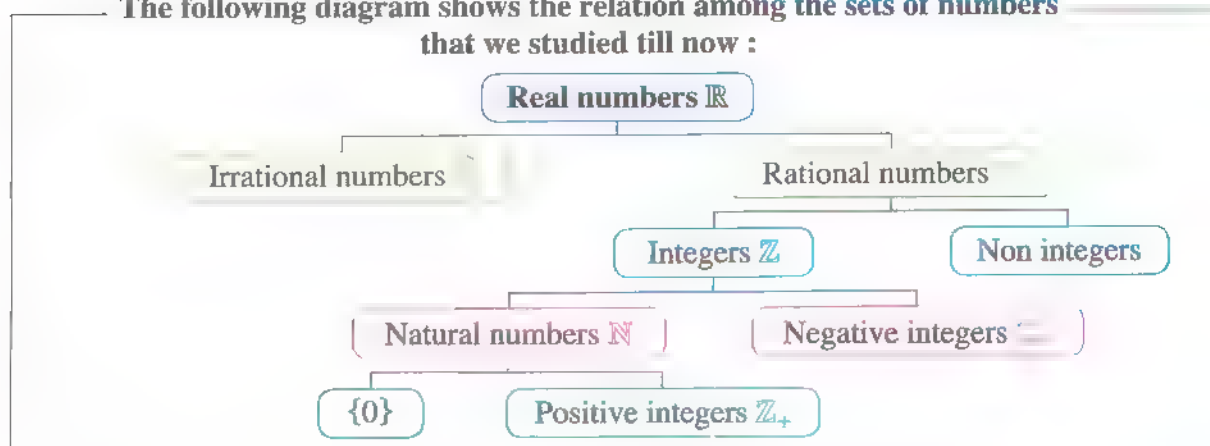 The following diagram shows the relation among the sets of numbers
that we studied till now :
Real numbers ℝ
Irrational numbers Rational numbers
Integers ℤ Non integers
Natural numbers ℕ Negative integers
{0} Positive integers ℤ₊